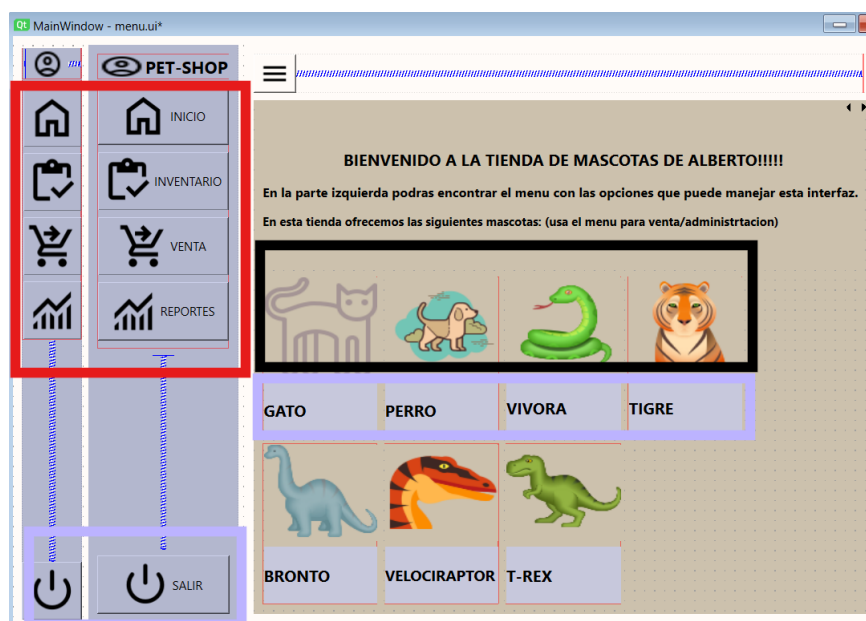 MainWindow - menu.ui*
PET-SHOP
INICIO
INVENTARIO
VENTA
REPORTES
SALIR
BIENVENIDO A LA TIENDA DE MASCOTAS DE ALBERTO!!!!!
En la parte izquierda podras encontrar el menu con las opciones que puede manejar esta interfaz.
En esta tienda ofrecemos las siguientes mascotas: (usa el menu para venta/administrtacion)
GATO PERRO VIVORA TIGRE
BRONTO VELOCIRAPTOR T-REX